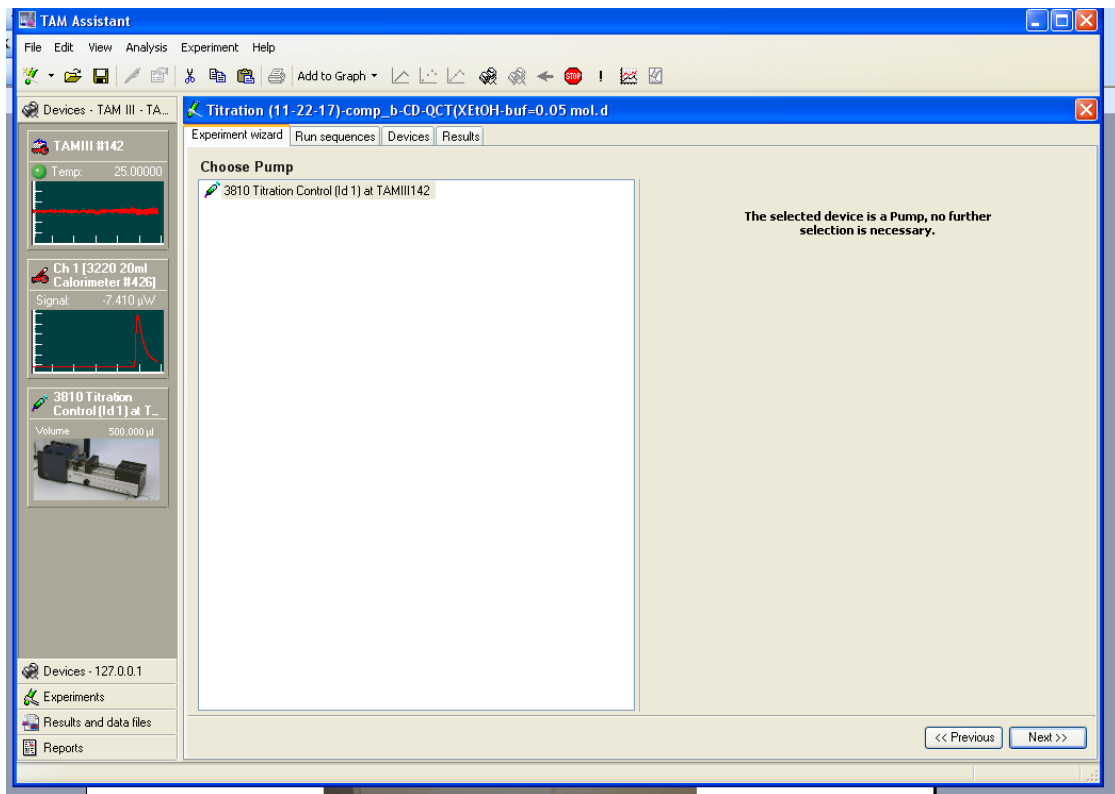 TAM Assistant
File Edit View Analysis Experiment Help
Add to Graph
STOP
Devices - TAM III - TA...
TAMIII #142
Temp: 25.00000
Ch 1 [3220 20ml
Calorimeter #426]
Signal: -7.410 µW
3810 Titration
Control (Id 1) at T...
Volume 500.000 µl
Devices - 127.0.0.1
Experiments
Results and data files
Reports
Titration (11-22-17)-comp_b-CD-QCT(XEtOH-buf=0.05 mol.d
Experiment wizard Run sequences Devices Results
Choose Pump
3810 Titration Control (Id 1) at TAMIII142
The selected device is a Pump, no further
selection is necessary.
<< Previous Next >>